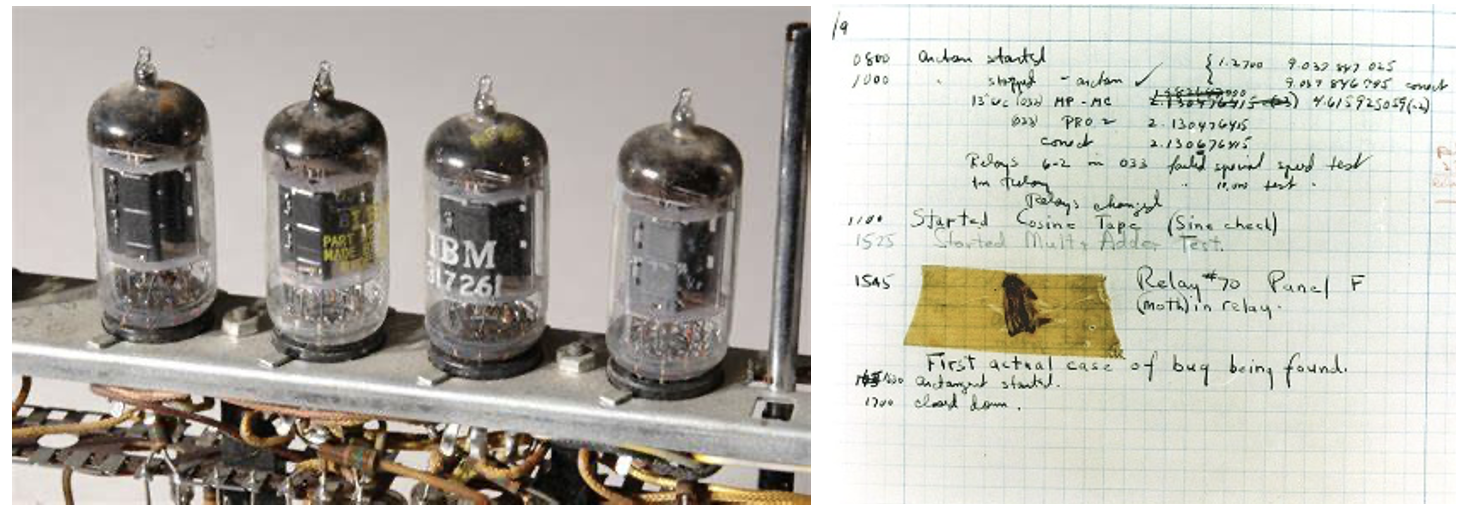 PART
MADE
IBM
317261
19
0800 arctan started
1000 " stopped - arctan ✓
{ 1.2700 9.037 847 025
9.037 846 795 correct
13"uc (032) MP - MC 2.130476415 (-3) 4.615925059(-2)
(033) PRO 2 2.130476415
correct 2.130676415
Relays 6-2 in 033 failed special speed test
in Relay " 10,000 test "
Relays changed
1100 Started Cosine Tape (Sine check)
1525 Started Mult + Adder Test.
1545 Relay #70 Panel F
(moth) in relay.
First actual case of bug being found.
1630 arctangent started.
1700 closed down.